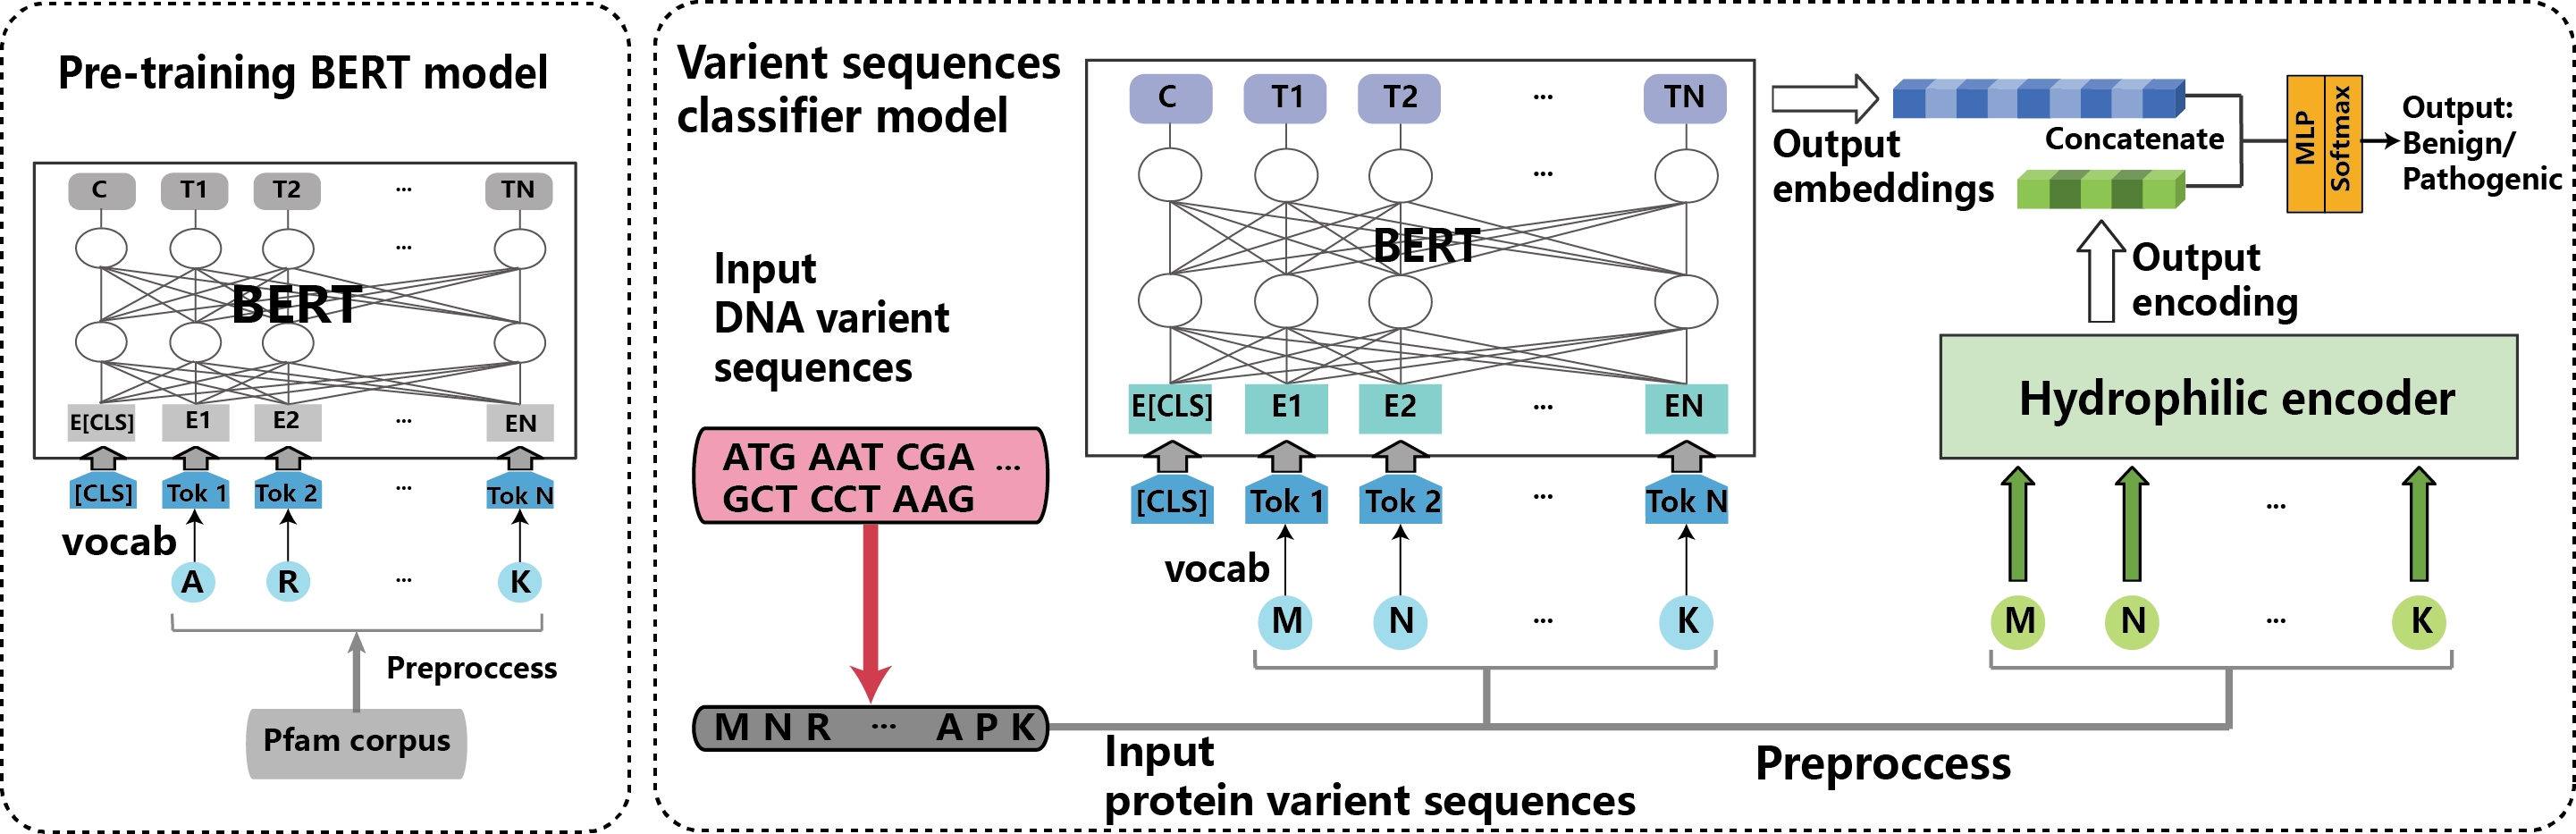 Pre-training BERT model
C T1 T2 ... TN
...
BERT
E[CLS] E1 E2 ... EN
[CLS] Tok 1 Tok 2 ... Tok N
vocab
A R ... K
Preproccess
Pfam corpus
Varient sequences
classifier model
Input
DNA varient
sequences
ATG AAT CGA ...
GCT CCT AAG
M N R ... A P K
Input
protein varient sequences
Preproccess
C T1 T2 ... TN
...
BERT
E[CLS] E1 E2 ... EN
[CLS] Tok 1 Tok 2 ... Tok N
vocab
M N ... K
Output
embeddings
Concatenate
MLP
Softmax
Output:
Benign/
Pathogenic
Output
encoding
Hydrophilic encoder
...
M N ... K